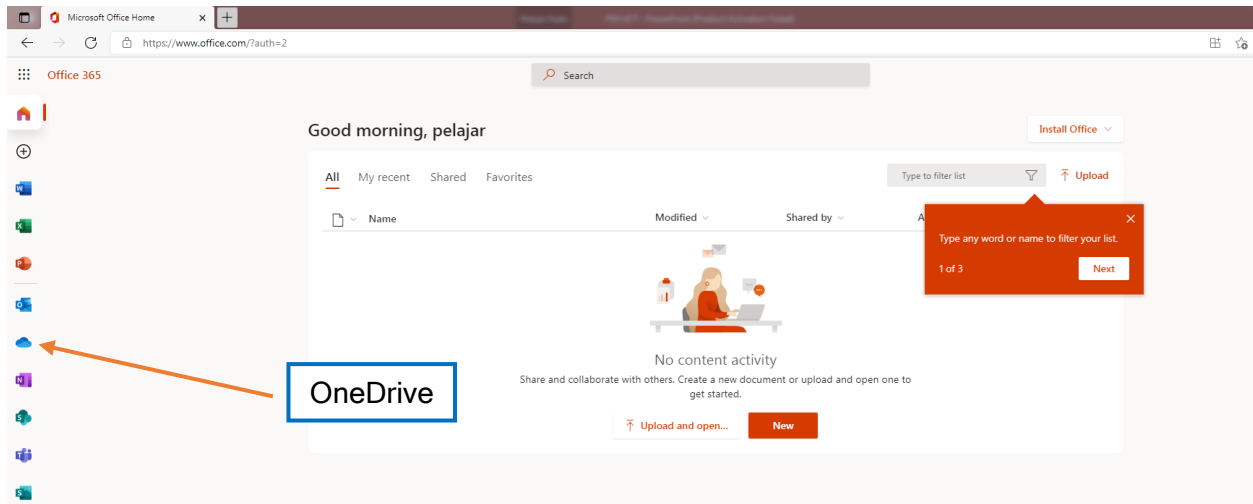 Microsoft Office Home
https://www.office.com/?auth=2
Office 365
Search
Good morning, pelajar
Install Office
All My recent Shared Favorites
Type to filter list
Upload
Name Modified Shared by A
Type any word or name to filter your list.
1 of 3 Next
No content activity
Share and collaborate with others. Create a new document or upload and open one to
get started.
Upload and open... New
OneDrive